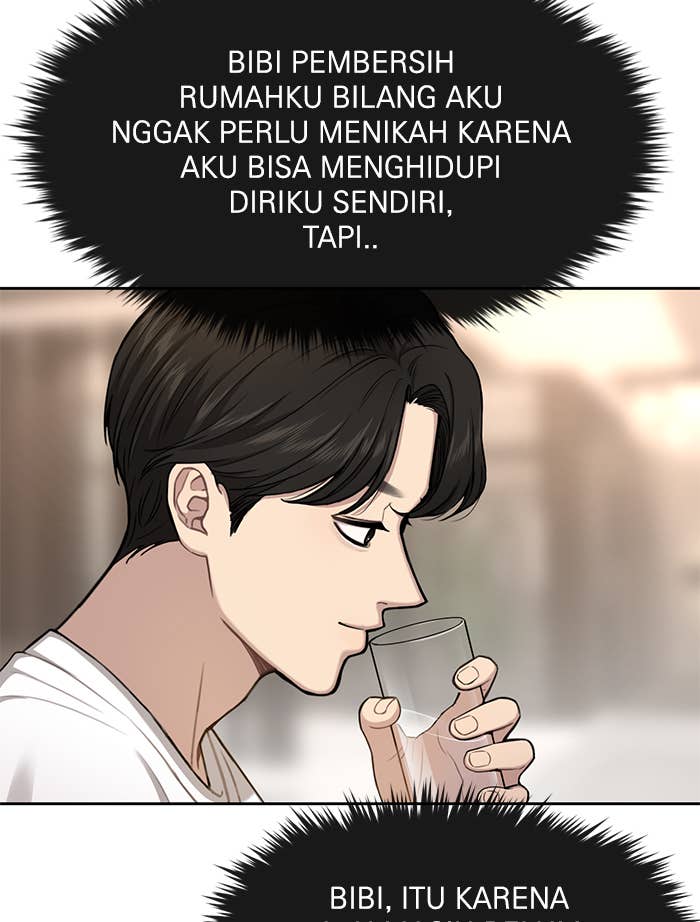 BIBI PEMBERSIH
RUMAHKU BILANG AKU
NGGAK PERLU MENIKAH KARENA
AKU BISA MENGHIDUPI
DIRIKU SENDIRI,
TAPI..
BIBI, ITU KARENA